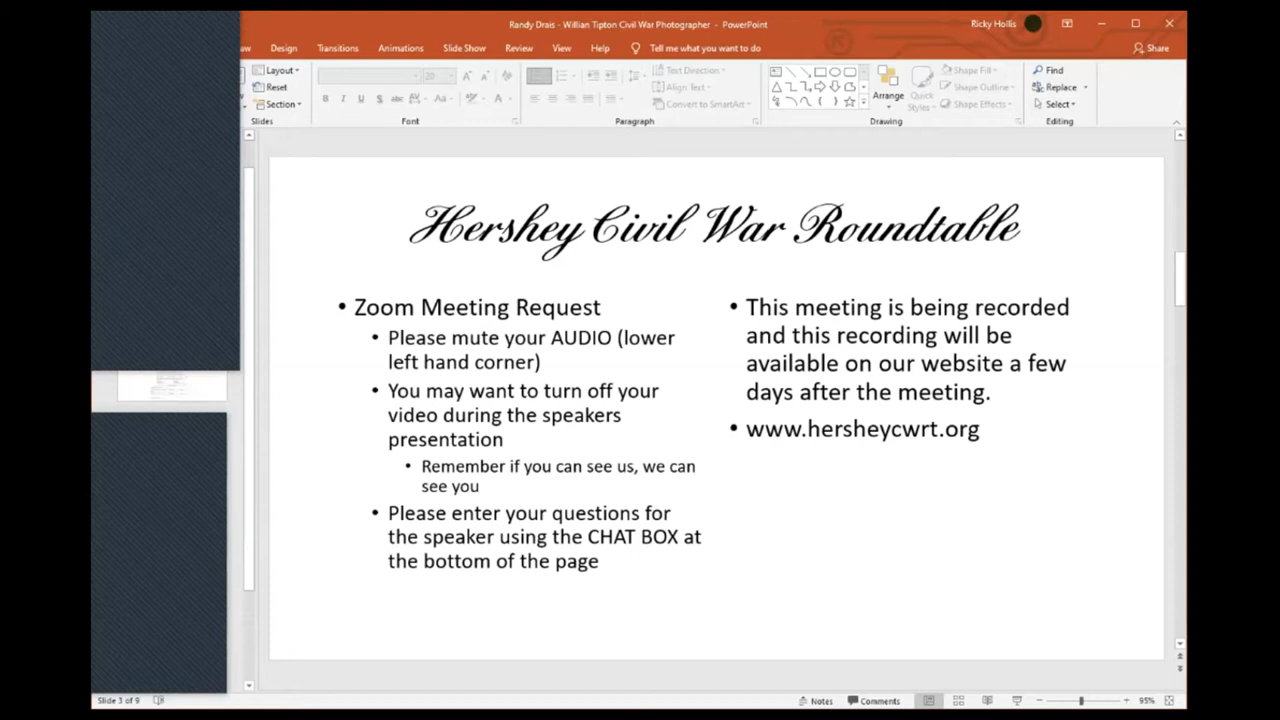 Randy Drais - Willian Tipton Civil War Photographer - PowerPoint
Ricky Hollis
aw Design Transitions Animations Slide Show Review View Help Tell me what you want to do Share
Layout Text Direction Shape Fill Find
Reset Align Text Arrange Quick Shape Outline Replace
Section Convert to SmartArt Styles Shape Effects Select
Slides Font Paragraph Drawing Editing
Hershey Civil War Roundtable
• Zoom Meeting Request
• Please mute your AUDIO (lower
left hand corner)
• You may want to turn off your
video during the speakers
presentation
• Remember if you can see us, we can
see you
• Please enter your questions for
the speaker using the CHAT BOX at
the bottom of the page
• This meeting is being recorded
and this recording will be
available on our website a few
days after the meeting.
• www.hersheycwrt.org
Slide 3 of 9 Notes Comments 95%